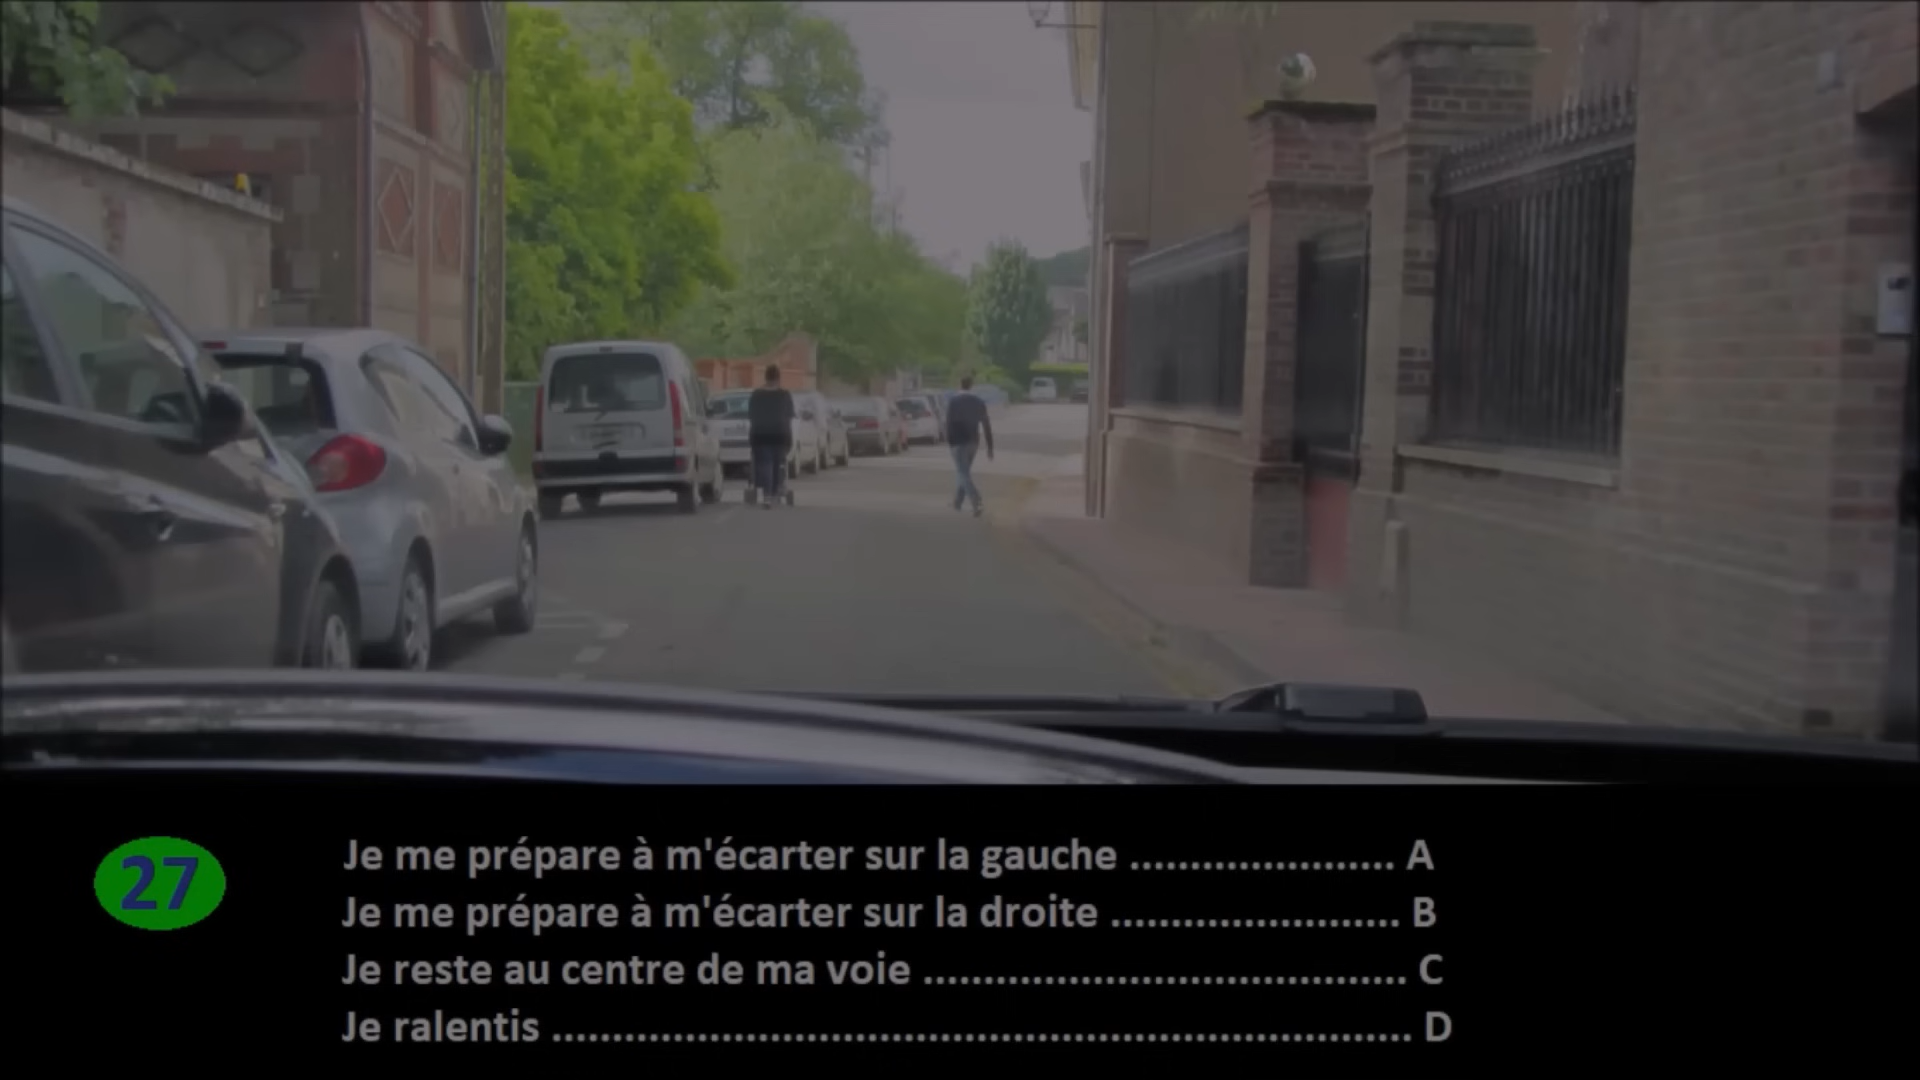 27
Je me prépare à m'écarter sur la gauche ...................... A
Je me prépare à m'écarter sur la droite ........................ B
Je reste au centre de ma voie ........................................ C
Je ralentis ....................................................................... D